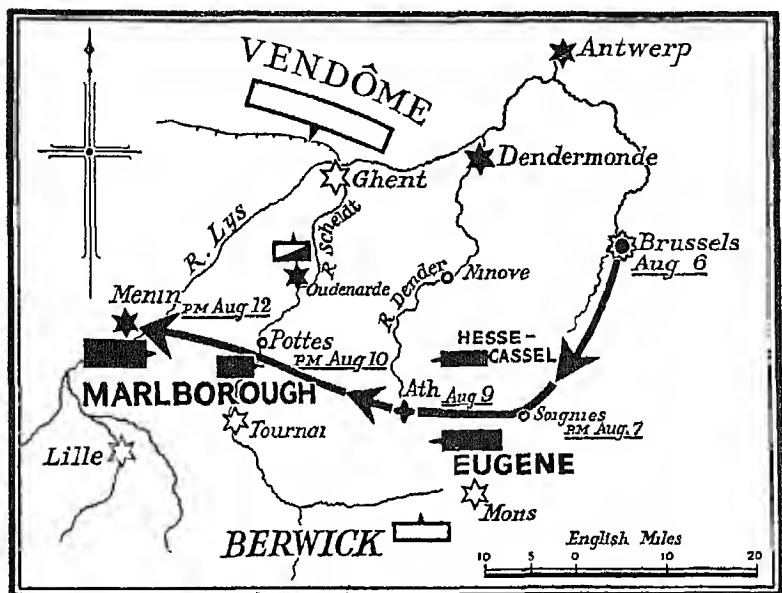 Antwerp
VENDÔME
Dendermonde
Ghent
R. Lys
R. Scheldt
Brussels
Aug 6
Oudenarde
R. Dender
Ninove
Menin
PM Aug 12
Pottes
PM Aug 10
HESSE-
CASSEL
MARLBOROUGH
Ath
Aug 9
Soignies
PM Aug. 7
Tournai
Lille
EUGENE
Mons
BERWICK
English Miles
10 5 0 10 20